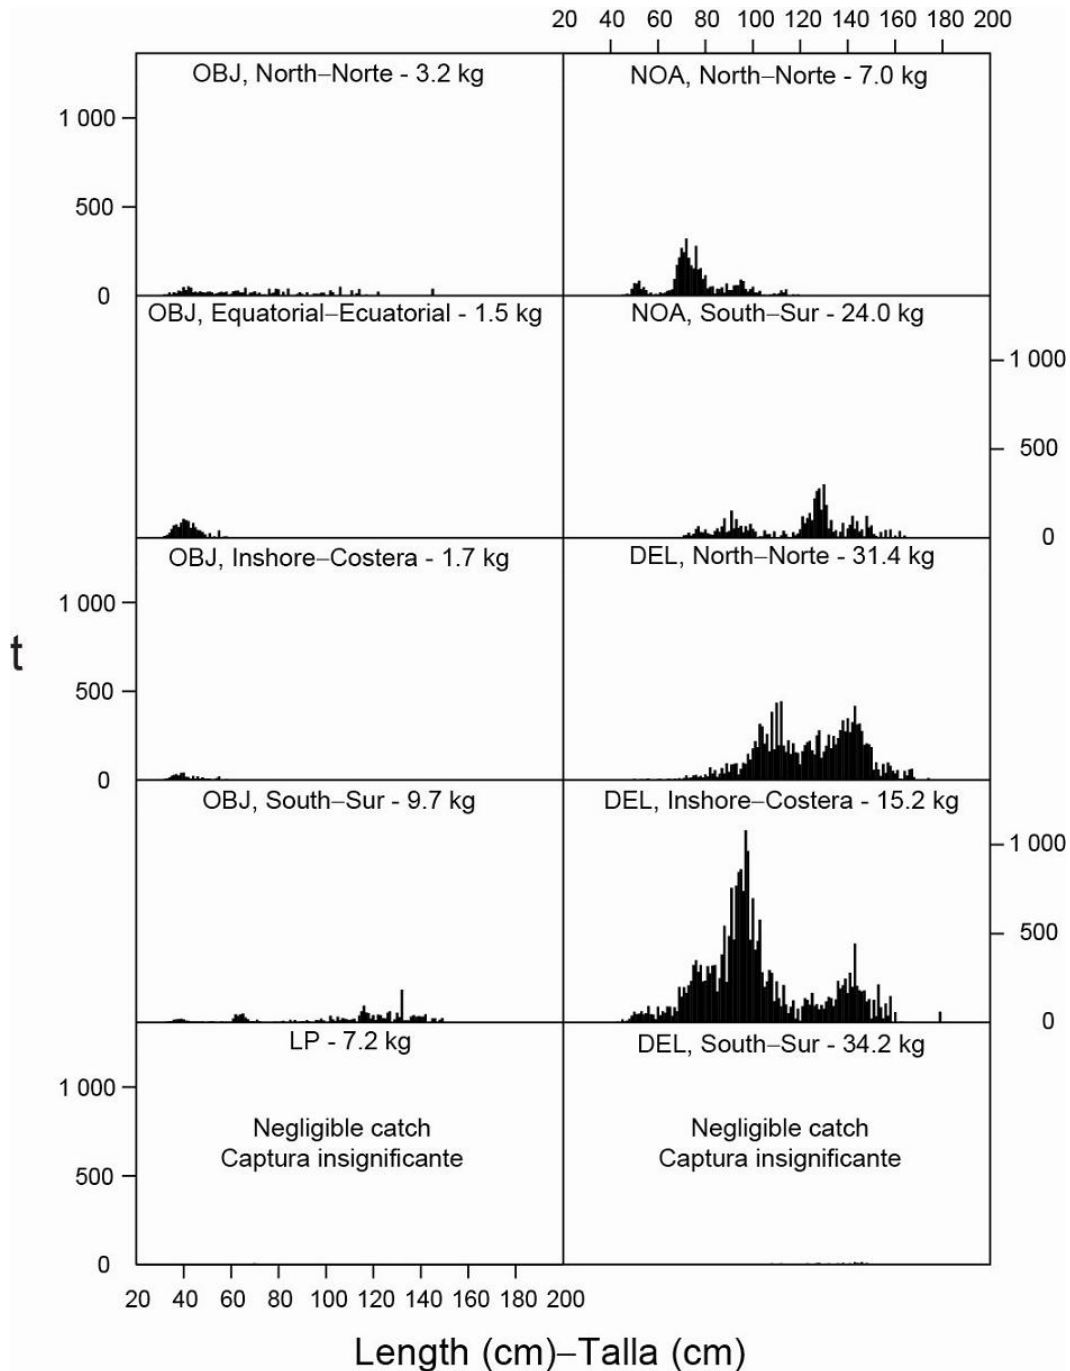 20 40 60 80 100 120 140 160 180 200
OBJ, North–Norte - 3.2 kg
NOA, North–Norte - 7.0 kg
1 000
500
0
OBJ, Equatorial–Ecuatorial - 1.5 kg
NOA, South–Sur - 24.0 kg
1 000
500
0
OBJ, Inshore–Costera - 1.7 kg
DEL, North–Norte - 31.4 kg
1 000
t
500
0
OBJ, South–Sur - 9.7 kg
DEL, Inshore–Costera - 15.2 kg
1 000
500
0
LP - 7.2 kg
DEL, South–Sur - 34.2 kg
1 000
Negligible catch
Captura insignificante
Negligible catch
Captura insignificante
500
0
20 40 60 80 100 120 140 160 180 200
Length (cm)–Talla (cm)